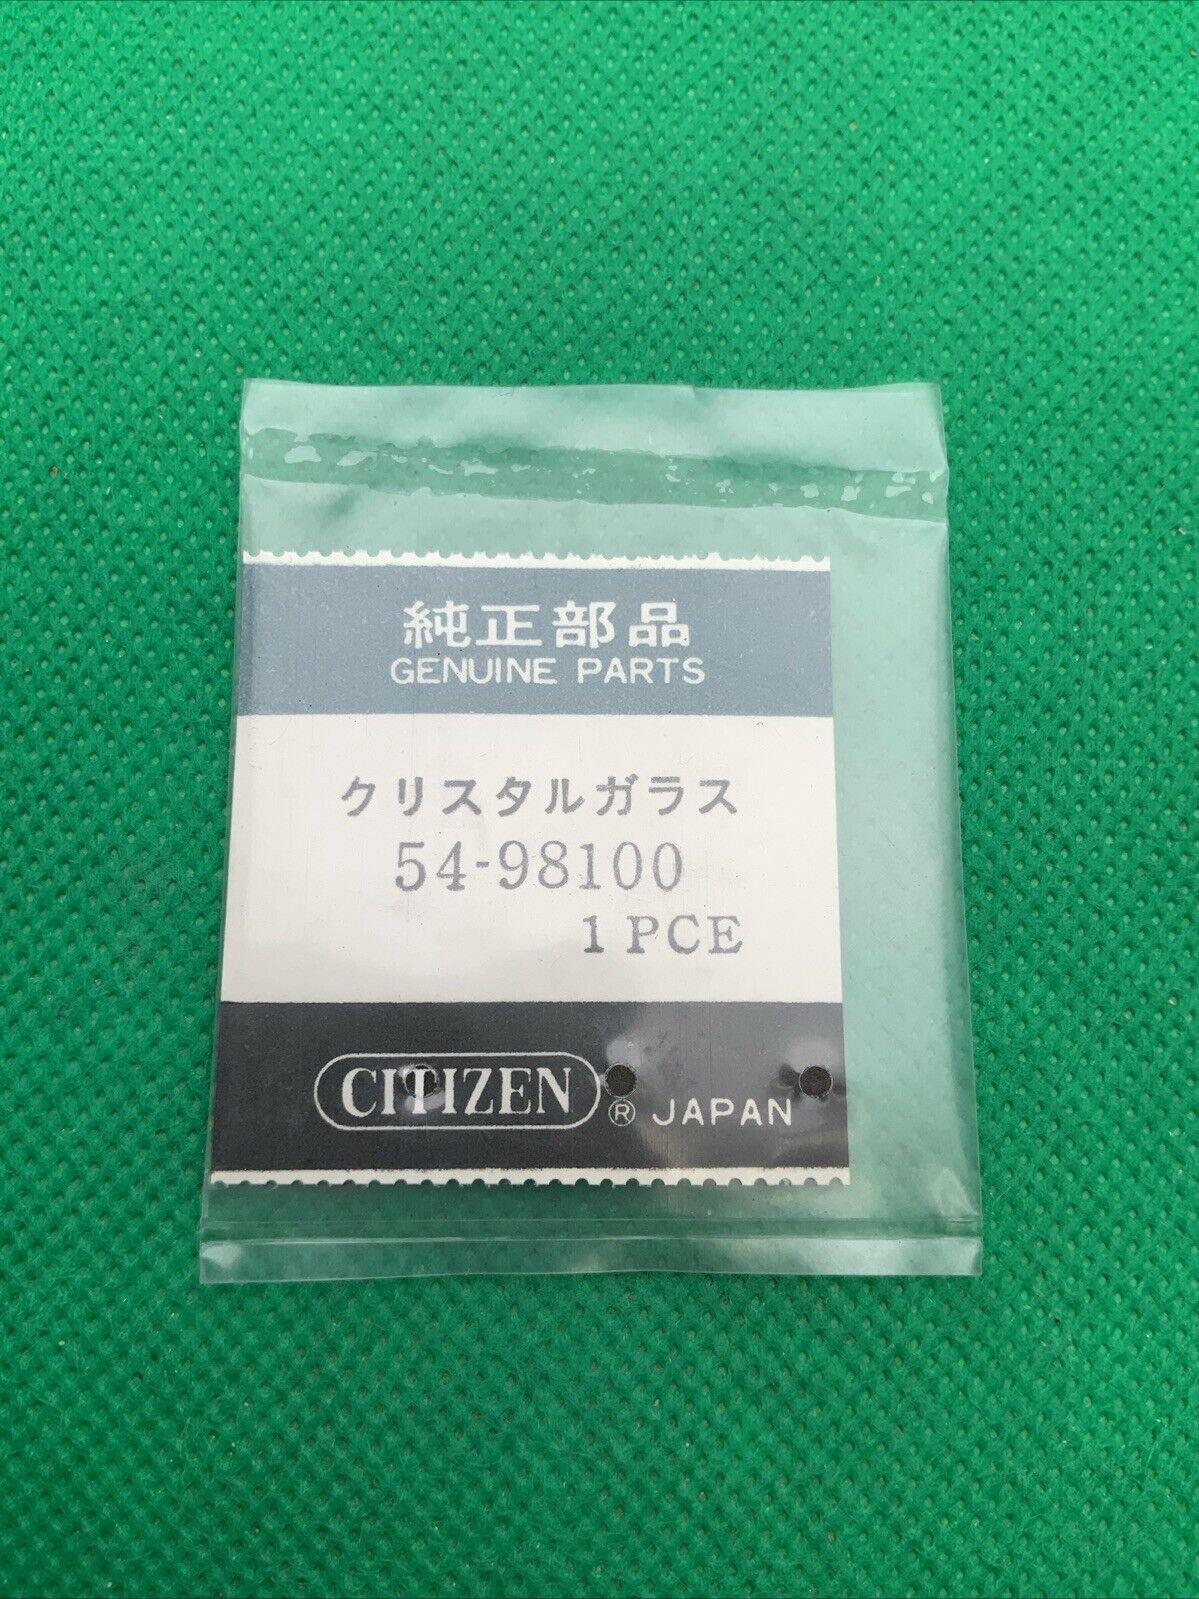 純正部品
GENUINE PARTS
クリスタルガラス
54-98100
1 PCE
CITIZEN ® JAPAN